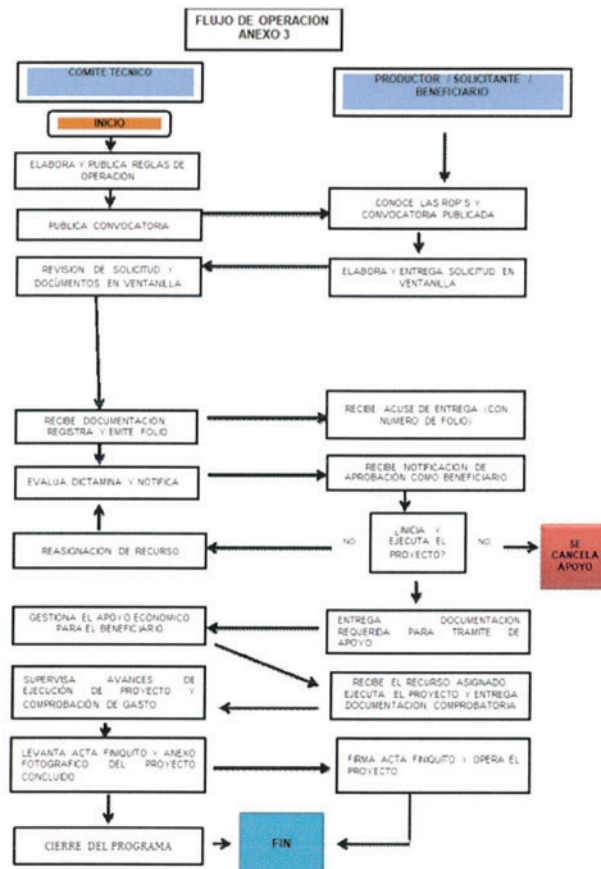 FLUJO DE OPERACIÓN
ANEXO 3
COMITE TECNICO
PRODUCTOR / SOLICITANTE /
BENEFICIARIO
INICIO
ELABORA Y PUBLICA REGLAS DE
OPERACIÓN
PUBLICA CONVOCATORIA
CONOCE LAS ROP'S Y
CONVOCATORIA PUBLICADA
REVISION DE SOLICITUD Y
DOCUMENTOS EN VENTANILLA
ELABORA Y ENTREGA SOLICITUD EN
VENTANILLA
RECIBE DOCUMENTACION
REGISTRA Y EMITE FOLIO
RECIBE ACUSE DE ENTREGA (CON
NUMERO DE FOLIO)
EVALUA, DICTAMINA Y NOTIFICA
RECIBE NOTIFICACION DE
APROBACIÓN COMO BENEFICIARIO
REASIGNACIÓN DE RECURSO
NO
¿INICIA Y
EJECUTA EL
PROYECTO?
NO
SE
CANCELA
APOYO
GESTIONA EL APOYO ECONOMICO
PARA EL BENEFICIARIO
ENTREGA DOCUMENTACION
REQUERIDA PARA TRAMITE DE
APOYO
SUPERVISA AVANCES DE
EJECUCIÓN DE PROYECTO Y
COMPROBACIÓN DE GASTO
RECIBE EL RECURSO ASIGNADO
EJECUTA EL PROYECTO Y ENTREGA
DOCUMENTACION COMPROBATORIA
LEVANTA ACTA FINIQUITO Y ANEXO
FOTOGRAFICO DEL PROYECTO
CONCLUIDO
FIRMA ACTA FINIQUITO Y OPERA EL
PROYECTO
CIERRE DEL PROGRAMA
FIN